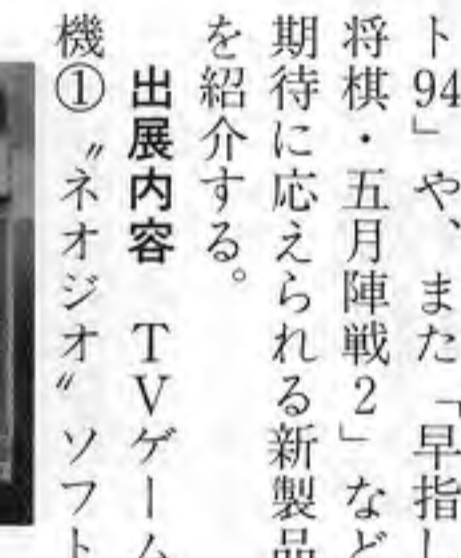 ト94」や、また「早指し
将棋・五月陣戦2」など
期待に応えられる新製品
を紹介する。
出展内容　TVゲーム
機①〝ネオジオ〟ソフト